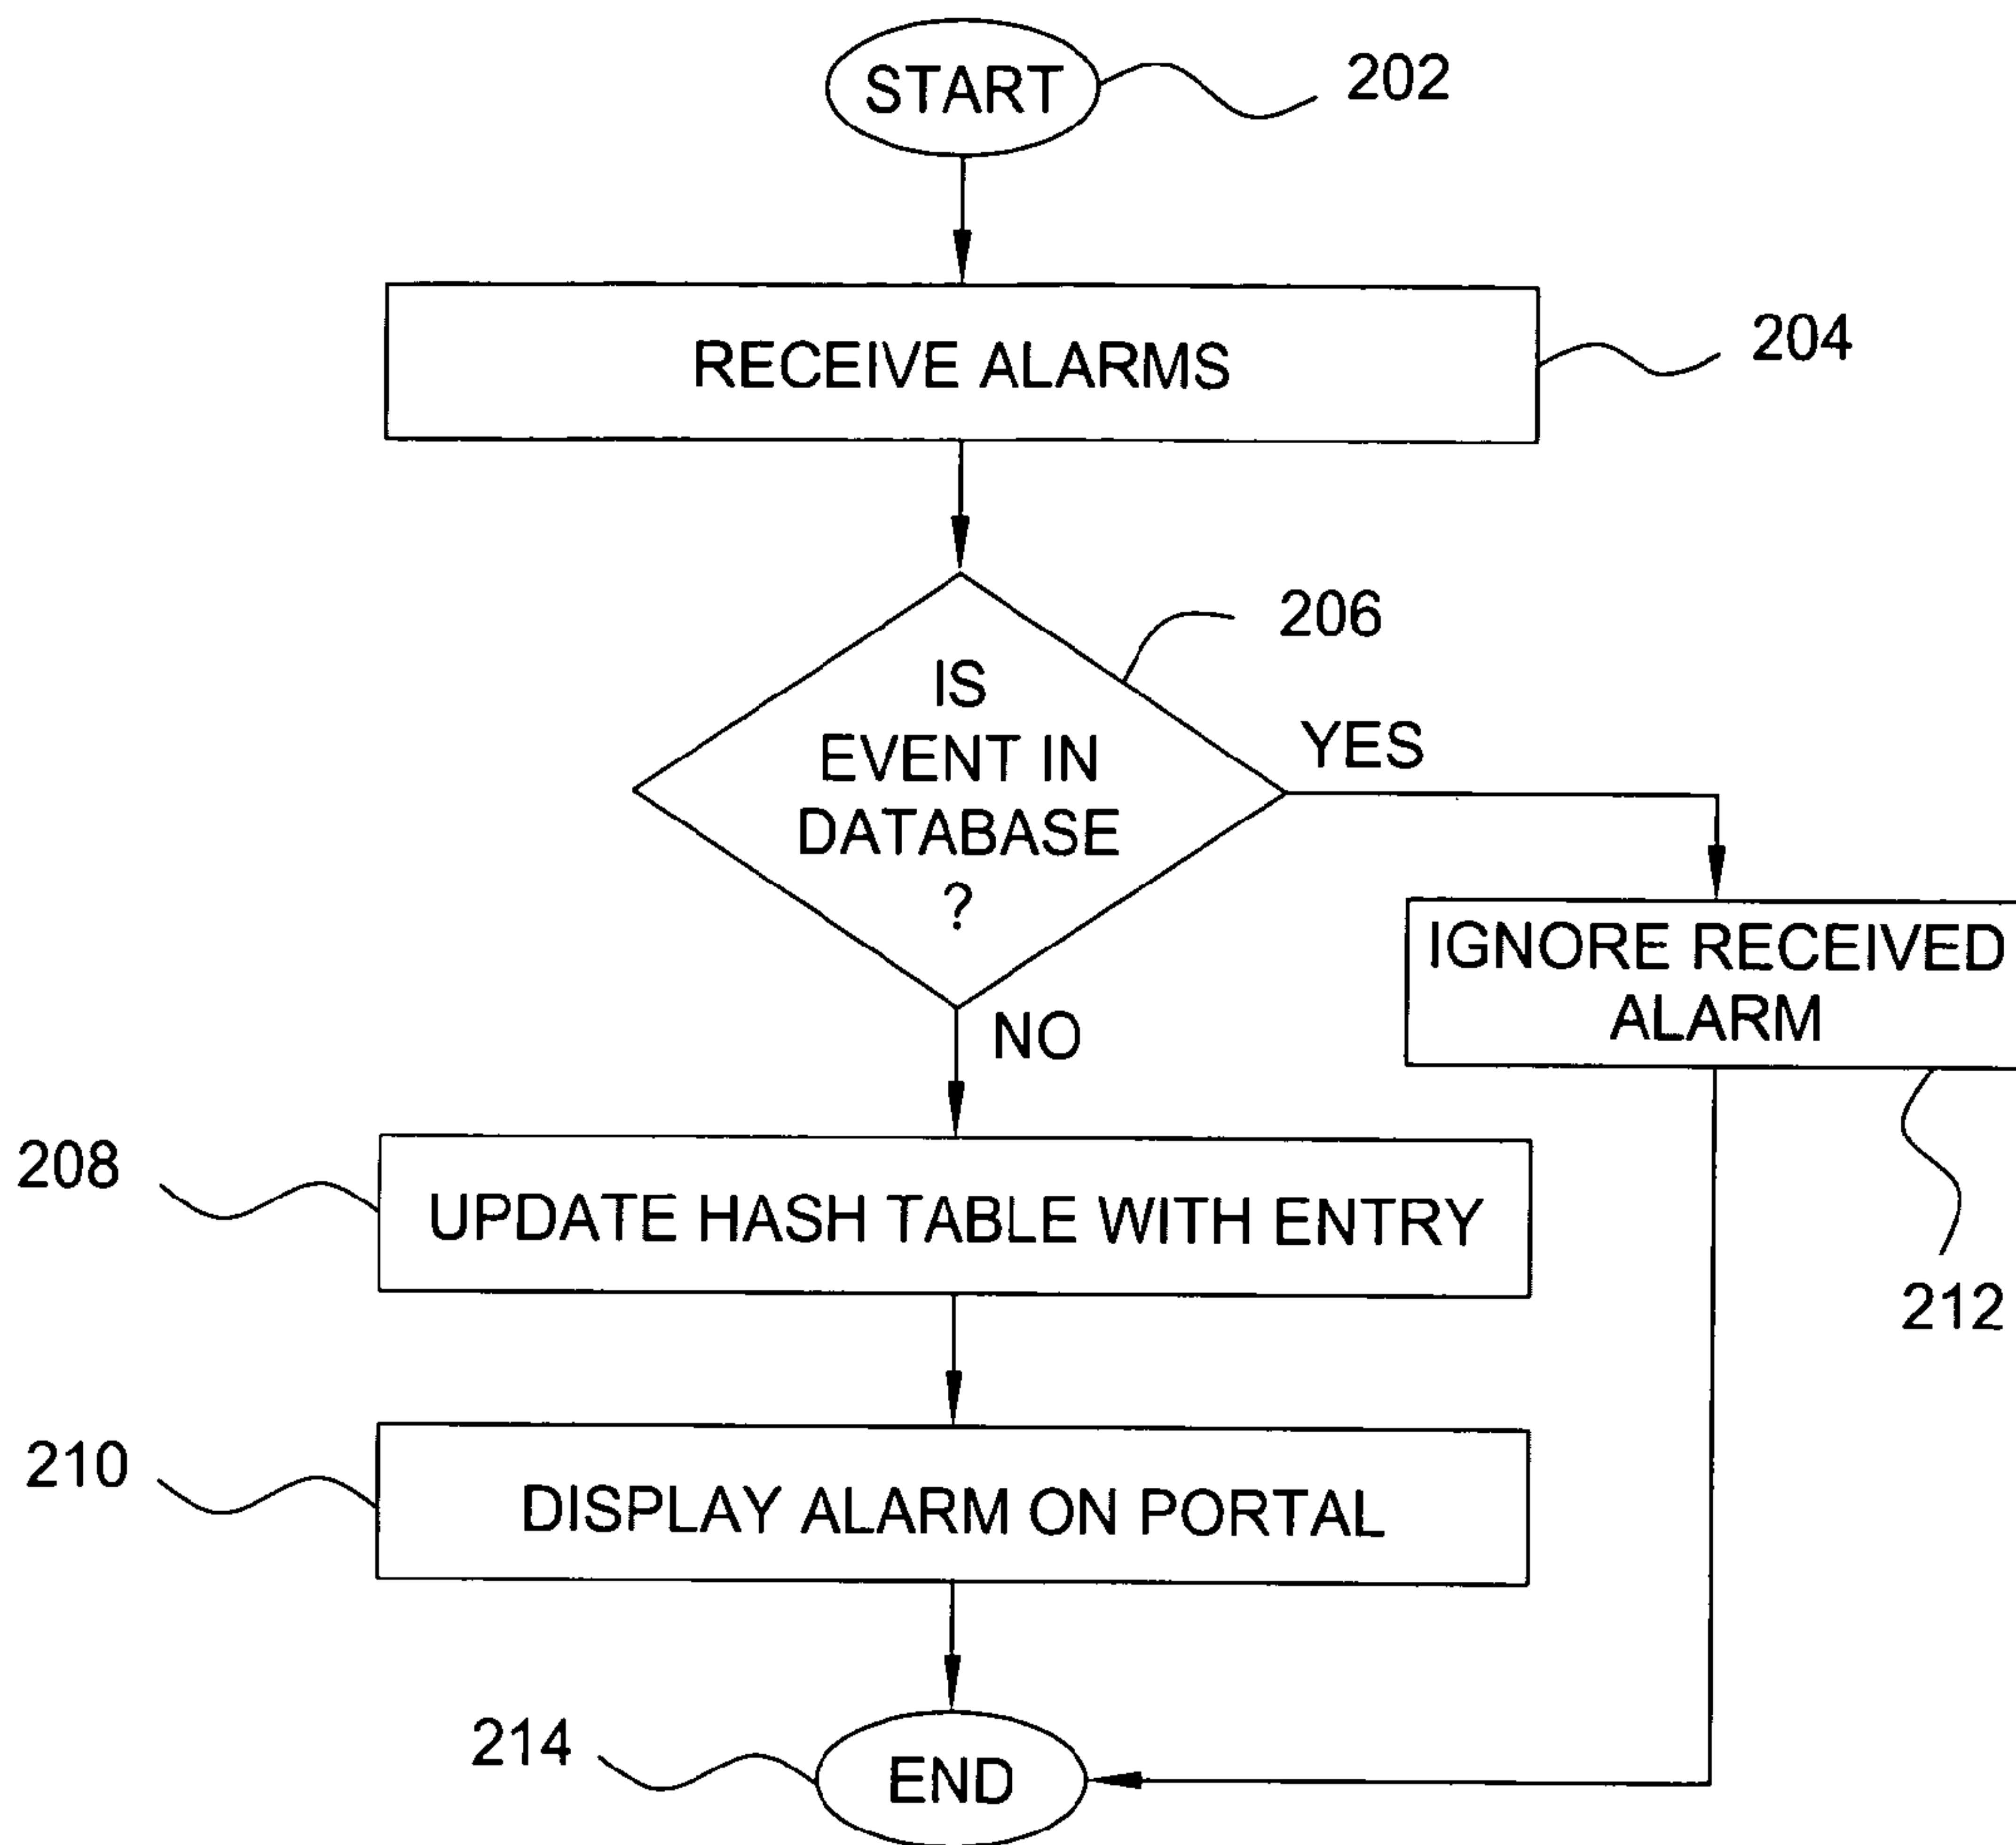 START
202
RECEIVE ALARMS
204
206
IS
EVENT IN
DATABASE
?
YES
IGNORE RECEIVED
ALARM
NO
208
UPDATE HASH TABLE WITH ENTRY
212
210
DISPLAY ALARM ON PORTAL
214
END